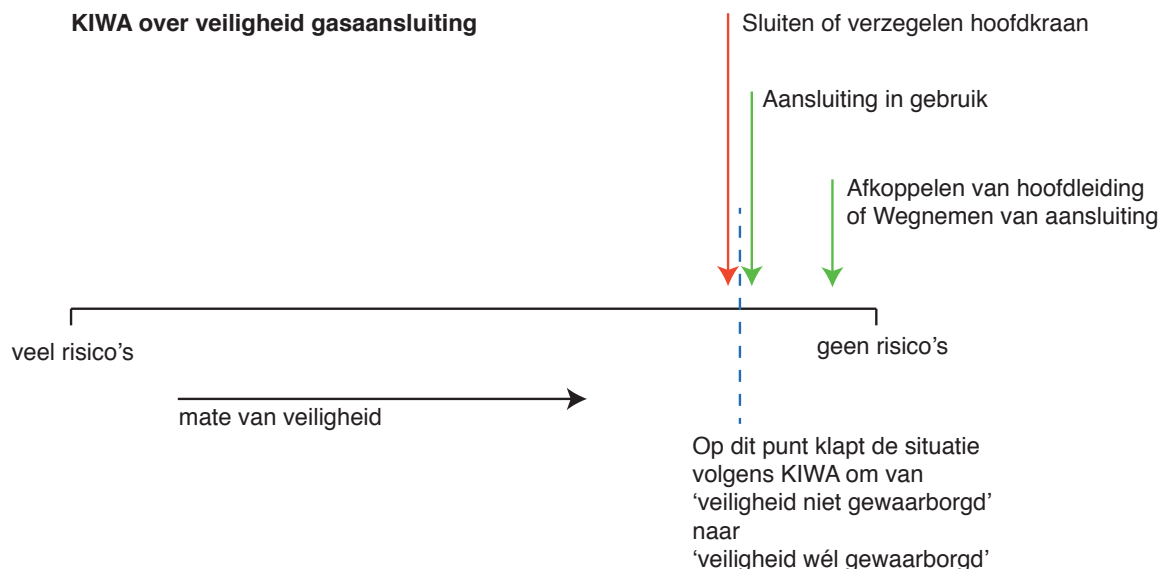 KIWA over veiligheid gasaansluiting
Sluiten of verzegelen hoofdkraan
Aansluiting in gebruik
Afkoppelen van hoofdleiding
of Wegnemen van aansluiting
veel risico’s
geen risico’s
mate van veiligheid
Op dit punt klapt de situatie
volgens KIWA om van
‘veiligheid niet gewaarborgd’
naar
‘veiligheid wél gewaarborgd’